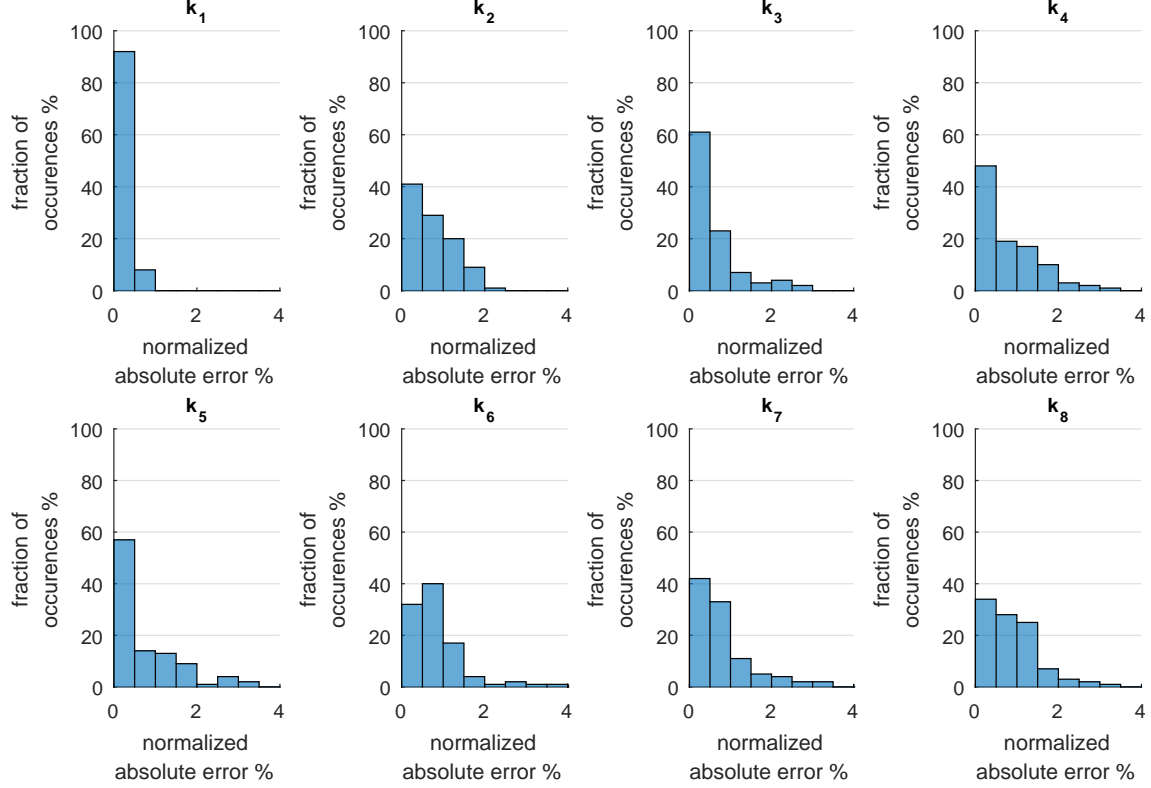 k1
fraction of
occurences %
100
80
60
40
20
0
0 2 4
normalized
absolute error %
k2
fraction of
occurences %
100
80
60
40
20
0
0 2 4
normalized
absolute error %
k3
fraction of
occurences %
100
80
60
40
20
0
0 2 4
normalized
absolute error %
k4
fraction of
occurences %
100
80
60
40
20
0
0 2 4
normalized
absolute error %
k5
fraction of
occurences %
100
80
60
40
20
0
0 2 4
normalized
absolute error %
k6
fraction of
occurences %
100
80
60
40
20
0
0 2 4
normalized
absolute error %
k7
fraction of
occurences %
100
80
60
40
20
0
0 2 4
normalized
absolute error %
k8
fraction of
occurences %
100
80
60
40
20
0
0 2 4
normalized
absolute error %